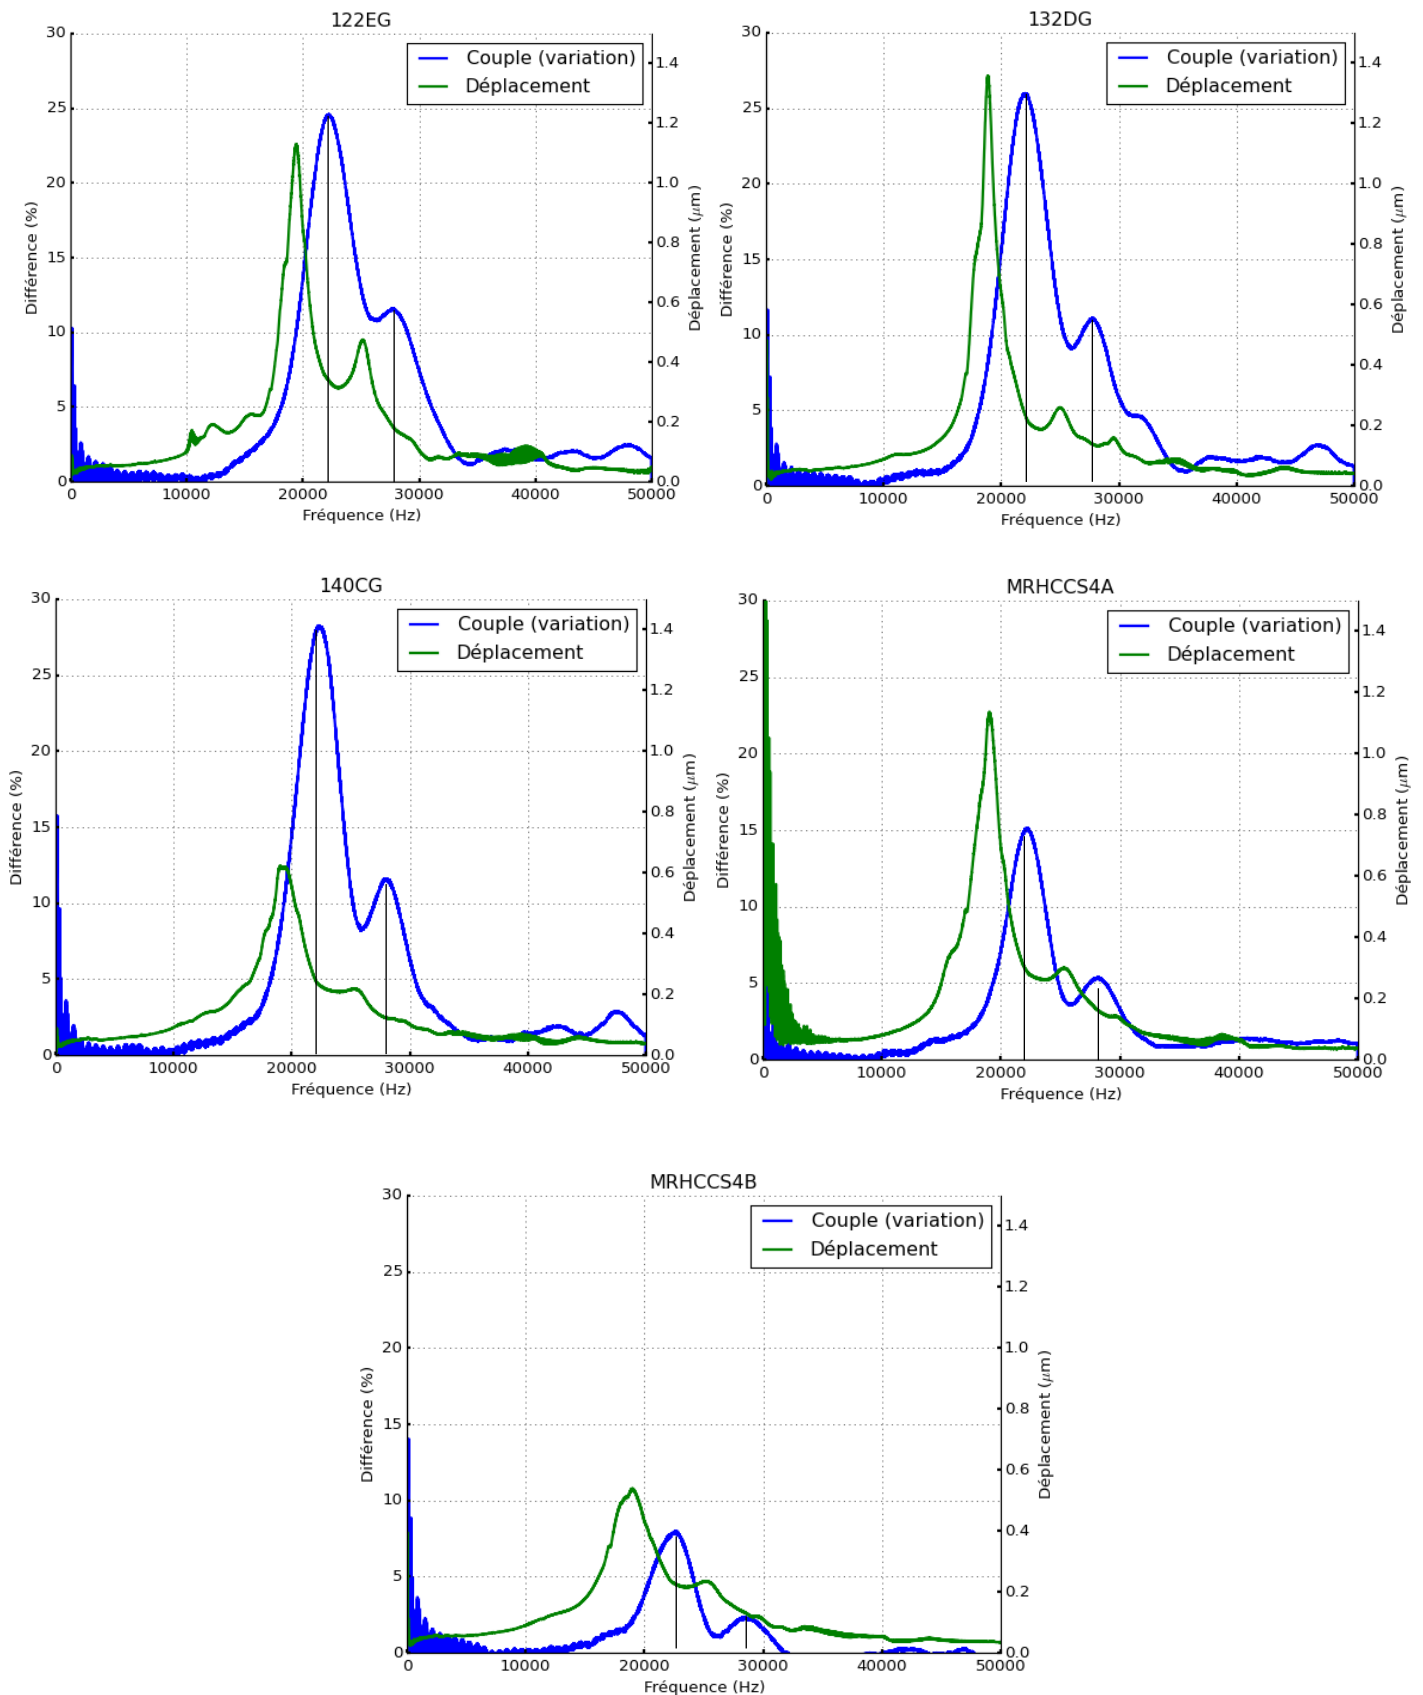 122EG
Couple (variation)
Déplacement
30
25
20
15
10
5
0
1.4
1.2
1.0
0.8
0.6
0.4
0.2
0.0
Différence (%)
Déplacement (μm)
0 10000 20000 30000 40000 50000
Fréquence (Hz)
132DG
Couple (variation)
Déplacement
30
25
20
15
10
5
0
1.4
1.2
1.0
0.8
0.6
0.4
0.2
0.0
Différence (%)
Déplacement (μm)
0 10000 20000 30000 40000 50000
Fréquence (Hz)
140CG
Couple (variation)
Déplacement
30
25
20
15
10
5
0
1.4
1.2
1.0
0.8
0.6
0.4
0.2
0.0
Différence (%)
Déplacement (μm)
0 10000 20000 30000 40000 50000
Fréquence (Hz)
MRHCCS4A
Couple (variation)
Déplacement
30
25
20
15
10
5
0
1.4
1.2
1.0
0.8
0.6
0.4
0.2
0.0
Différence (%)
Déplacement (μm)
0 10000 20000 30000 40000 50000
Fréquence (Hz)
MRHCCS4B
Couple (variation)
Déplacement
30
25
20
15
10
5
0
1.4
1.2
1.0
0.8
0.6
0.4
0.2
0.0
Différence (%)
Déplacement (μm)
0 10000 20000 30000 40000 50000
Fréquence (Hz)